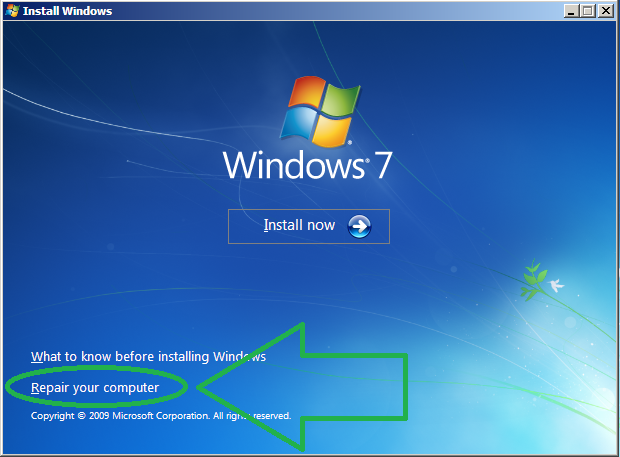 Install Windows
Windows® 7
Install now
What to know before installing Windows
Repair your computer
Copyright © 2009 Microsoft Corporation. All rights reserved.